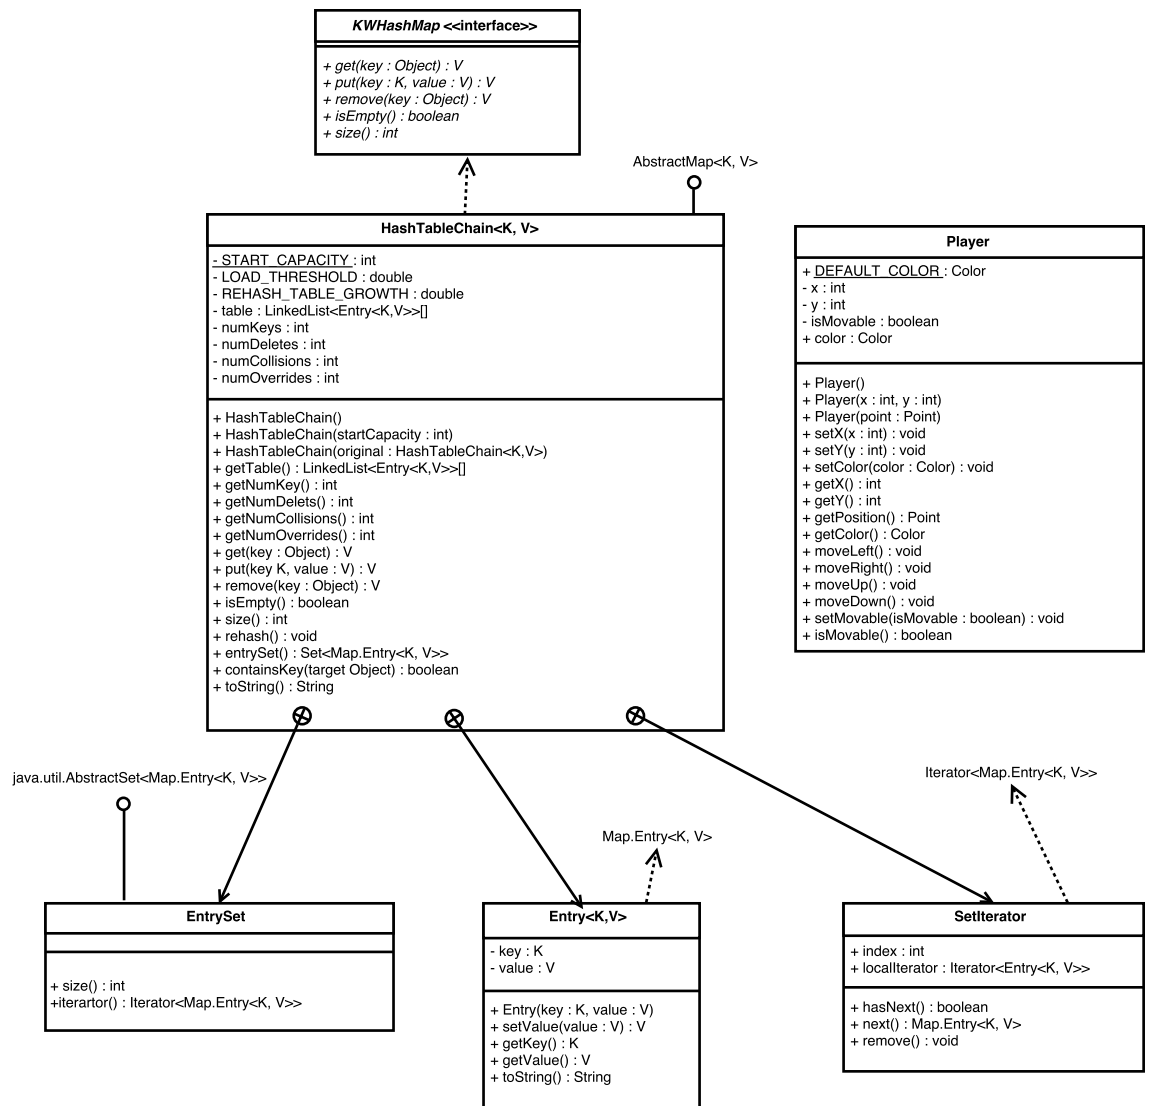 KWHashMap <<interface>>
+ get(key : Object) : V
+ put(key : K, value : V) : V
+ remove(key : Object) : V
+ isEmpty() : boolean
+ size() : int
AbstractMap<K, V>
HashTableChain<K, V>
- START_CAPACITY : int
- LOAD_THRESHOLD : double
- REHASH_TABLE_GROWTH : double
- table : LinkedList<Entry<K,V>>[]
- numKeys : int
- numDeletes : int
- numCollisions : int
- numOverrides : int
+ HashTableChain()
+ HashTableChain(startCapacity : int)
+ HashTableChain(original : HashTableChain<K,V>)
+ getTable() : LinkedList<Entry<K,V>>[]
+ getNumKey() : int
+ getNumDelets() : int
+ getNumCollisions() : int
+ getNumOverrides() : int
+ get(key : Object) : V
+ put(key K, value : V) : V
+ remove(key : Object) : V
+ isEmpty() : boolean
+ size() : int
+ rehash() : void
+ entrySet() : Set<Map.Entry<K, V>>
+ containsKey(target Object) : boolean
+ toString() : String
Player
+ DEFAULT_COLOR : Color
- x : int
- y : int
- isMovable : boolean
+ color : Color
+ Player()
+ Player(x : int, y : int)
+ Player(point : Point)
+ setX(x : int) : void
+ setY(y : int) : void
+ setColor(color : Color) : void
+ getX() : int
+ getY() : int
+ getPosition() : Point
+ getColor() : Color
+ moveLeft() : void
+ moveRight() : void
+ moveUp() : void
+ moveDown() : void
+ setMovable(isMovable : boolean) : void
+ isMovable() : boolean
java.util.AbstractSet<Map.Entry<K, V>>
EntrySet
+ size() : int
+iterartor() : Iterator<Map.Entry<K, V>>
Map.Entry<K, V>
Entry<K,V>
- key : K
- value : V
+ Entry(key : K, value : V)
+ setValue(value : V) : V
+ getKey() : K
+ getValue() : V
+ toString() : String
Iterator<Map.Entry<K, V>>
SetIterator
+ index : int
+ localIterator : Iterator<Entry<K, V>>
+ hasNext() : boolean
+ next() : Map.Entry<K, V>
+ remove() : void